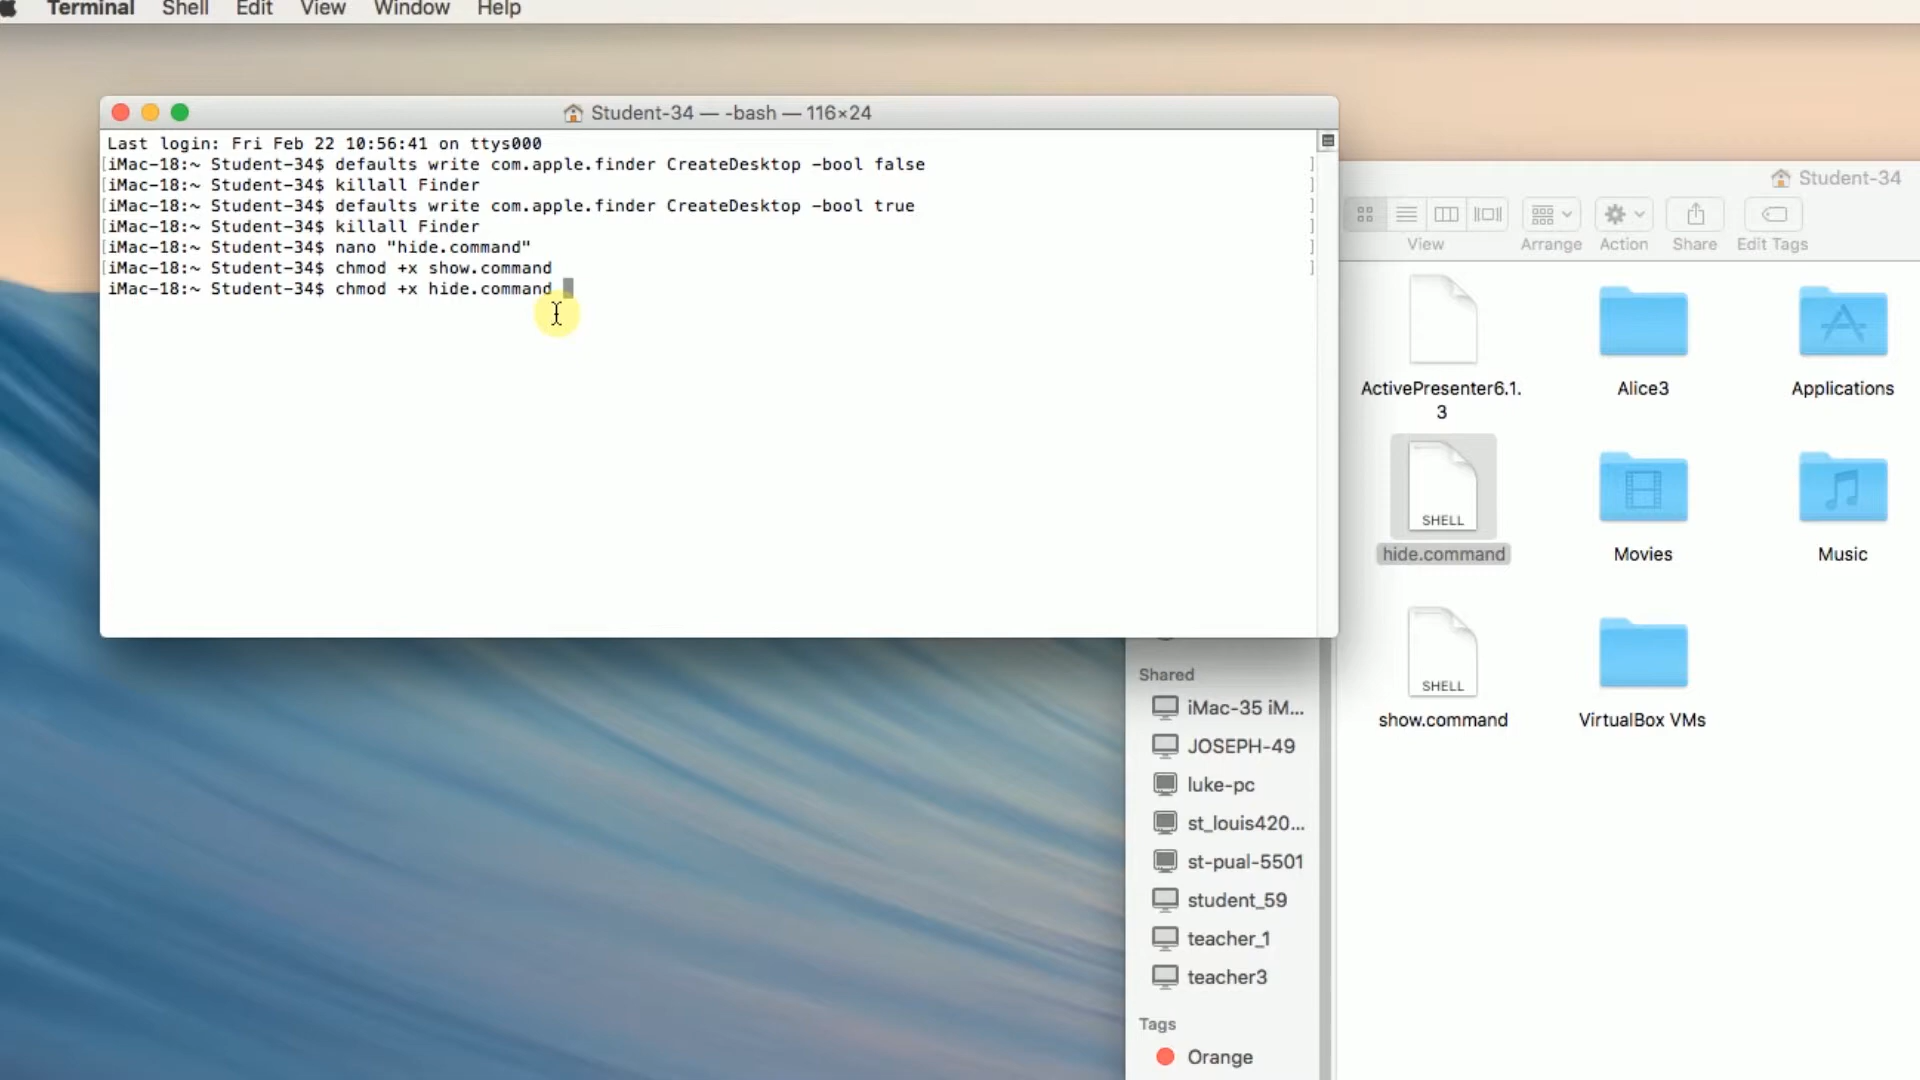 Terminal Shell Edit View Window Help
Student-34 — -bash — 116×24
Last login: Fri Feb 22 10:56:41 on ttys000
[iMac-18:~ Student-34$ defaults write com.apple.finder CreateDesktop -bool false ]
[iMac-18:~ Student-34$ killall Finder ]
[iMac-18:~ Student-34$ defaults write com.apple.finder CreateDesktop -bool true ]
[iMac-18:~ Student-34$ killall Finder ]
[iMac-18:~ Student-34$ nano "hide.command" ]
[iMac-18:~ Student-34$ chmod +x show.command ]
iMac-18:~ Student-34$ chmod +x hide.command
Student-34
View Arrange Action Share Edit Tags
ActivePresenter6.1.
3
Alice3
Applications
SHELL
hide.command
Movies
Music
SHELL
show.command
VirtualBox VMs
Shared
iMac-35 iM...
JOSEPH-49
luke-pc
st_louis420...
st-pual-5501
student_59
teacher_1
teacher3
Tags
Orange